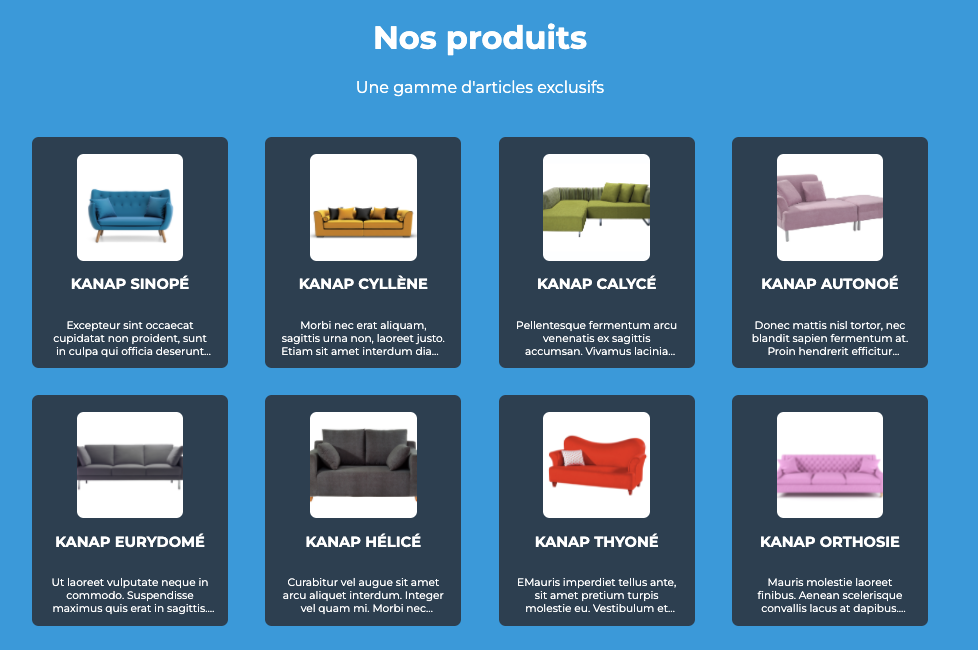 Nos produits
Une gamme d'articles exclusifs
KANAP SINOPÉ
Excepteur sint occaecat
cupidatat non proident, sunt
in culpa qui officia deserunt...
KANAP CYLLÈNE
Morbi nec erat aliquam,
sagittis urna non, laoreet justo.
Etiam sit amet interdum dia...
KANAP CALYCÉ
Pellentesque fermentum arcu
venenatis ex sagittis
accumsan. Vivamus lacinia...
KANAP AUTONOÉ
Donec mattis nisl tortor, nec
blandit sapien fermentum at.
Proin hendrerit efficitur...
KANAP EURYDOMÉ
Ut laoreet vulputate neque in
commodo. Suspendisse
maximus quis erat in sagittis....
KANAP HÉLICÉ
Curabitur vel augue sit amet
arcu aliquet interdum. Integer
vel quam mi. Morbi nec...
KANAP THYONÉ
EMauris imperdiet tellus ante,
sit amet pretium turpis
molestie eu. Vestibulum et...
KANAP ORTHOSIE
Mauris molestie laoreet
finibus. Aenean scelerisque
convallis lacus at dapibus....